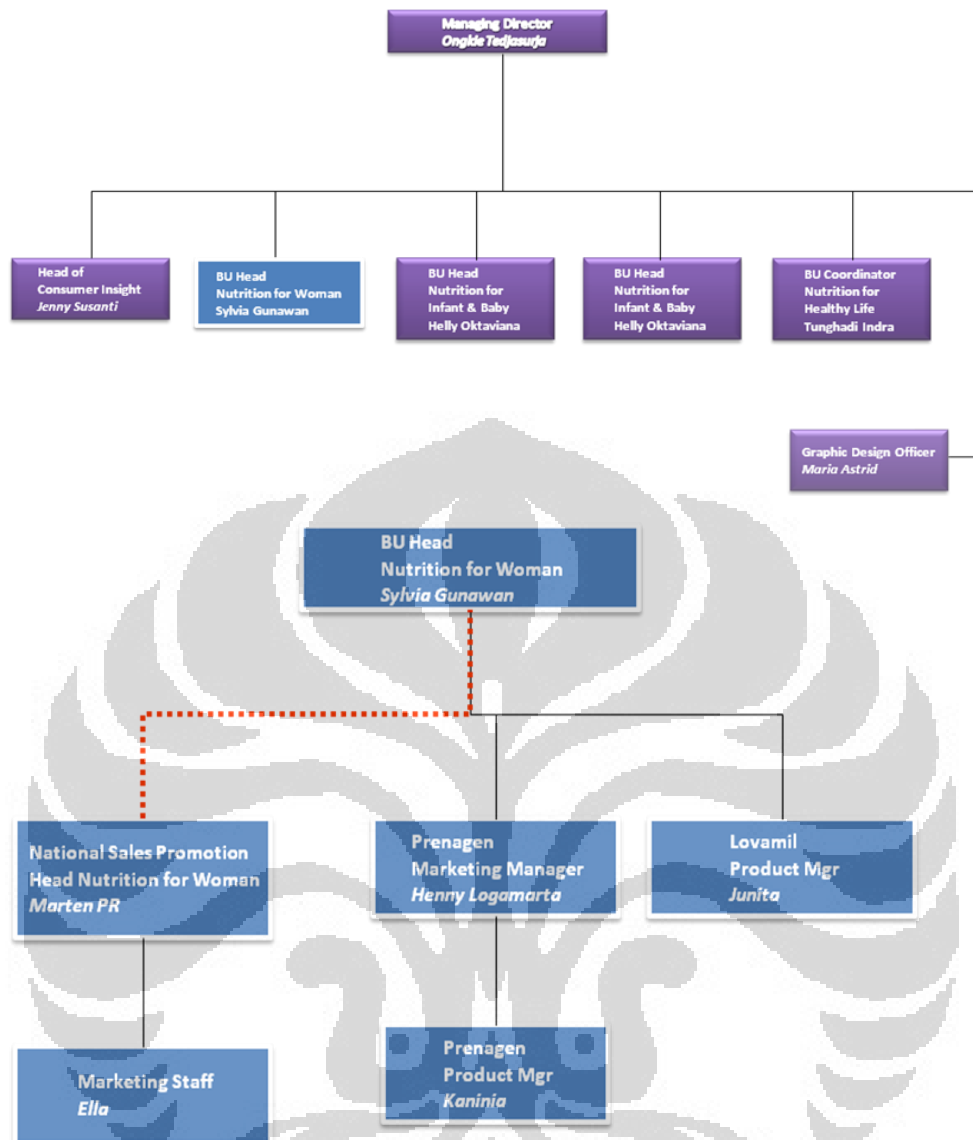 Managing Director
Ongkie Tedjasurja
Head of
Consumer Insight
Jenny Susanti
BU Head
Nutrition for Woman
Sylvia Gunawan
BU Head
Nutrition for
Infant & Baby
Helly Oktaviana
BU Head
Nutrition for
Infant & Baby
Helly Oktaviana
BU Coordinator
Nutrition for
Healthy Life
Tunghadi Indra
Graphic Design Officer
Maria Astrid
BU Head
Nutrition for Woman
Sylvia Gunawan
National Sales Promotion
Head Nutrition for Woman
Marten PR
Prenagen
Marketing Manager
Henny Logamarta
Lovamil
Product Mgr
Junita
Marketing Staff
Ella
Prenagen
Product Mgr
Kaninia